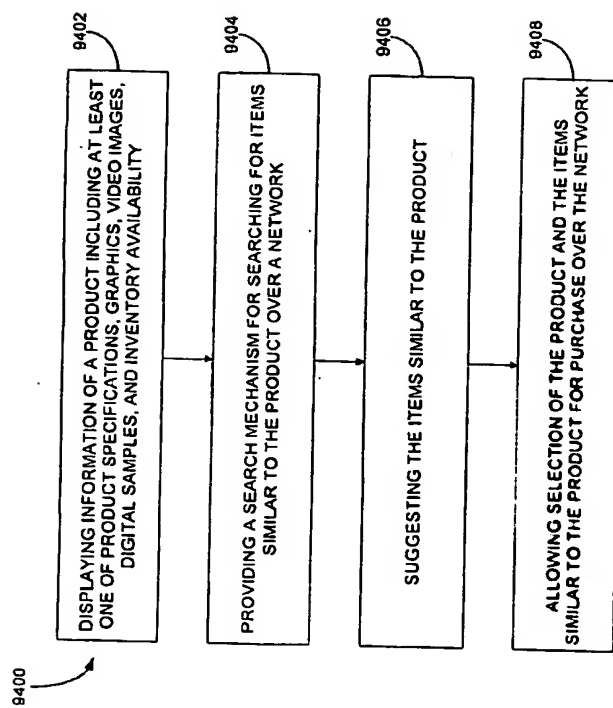 9400
9402
DISPLAYING INFORMATION OF A PRODUCT INCLUDING AT LEAST
ONE OF PRODUCT SPECIFICATIONS, GRAPHICS, VIDEO IMAGES,
DIGITAL SAMPLES, AND INVENTORY AVAILABILITY
9404
PROVIDING A SEARCH MECHANISM FOR SEARCHING FOR ITEMS
SIMILAR TO THE PRODUCT OVER A NETWORK
9406
SUGGESTING THE ITEMS SIMILAR TO THE PRODUCT
9408
ALLOWING SELECTION OF THE PRODUCT AND THE ITEMS
SIMILAR TO THE PRODUCT FOR PURCHASE OVER THE NETWORK